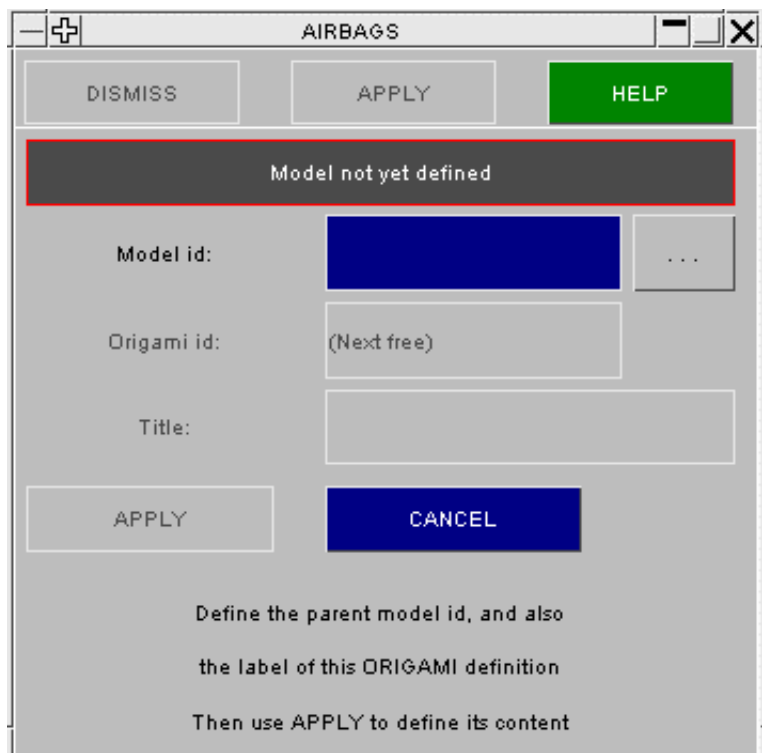 AIRBAGS
DISMISS APPLY HELP
Model not yet defined
Model id: ...
Origami id: (Next free)
Title:
APPLY CANCEL
Define the parent model id, and also
the label of this ORIGAMI definition
Then use APPLY to define its content